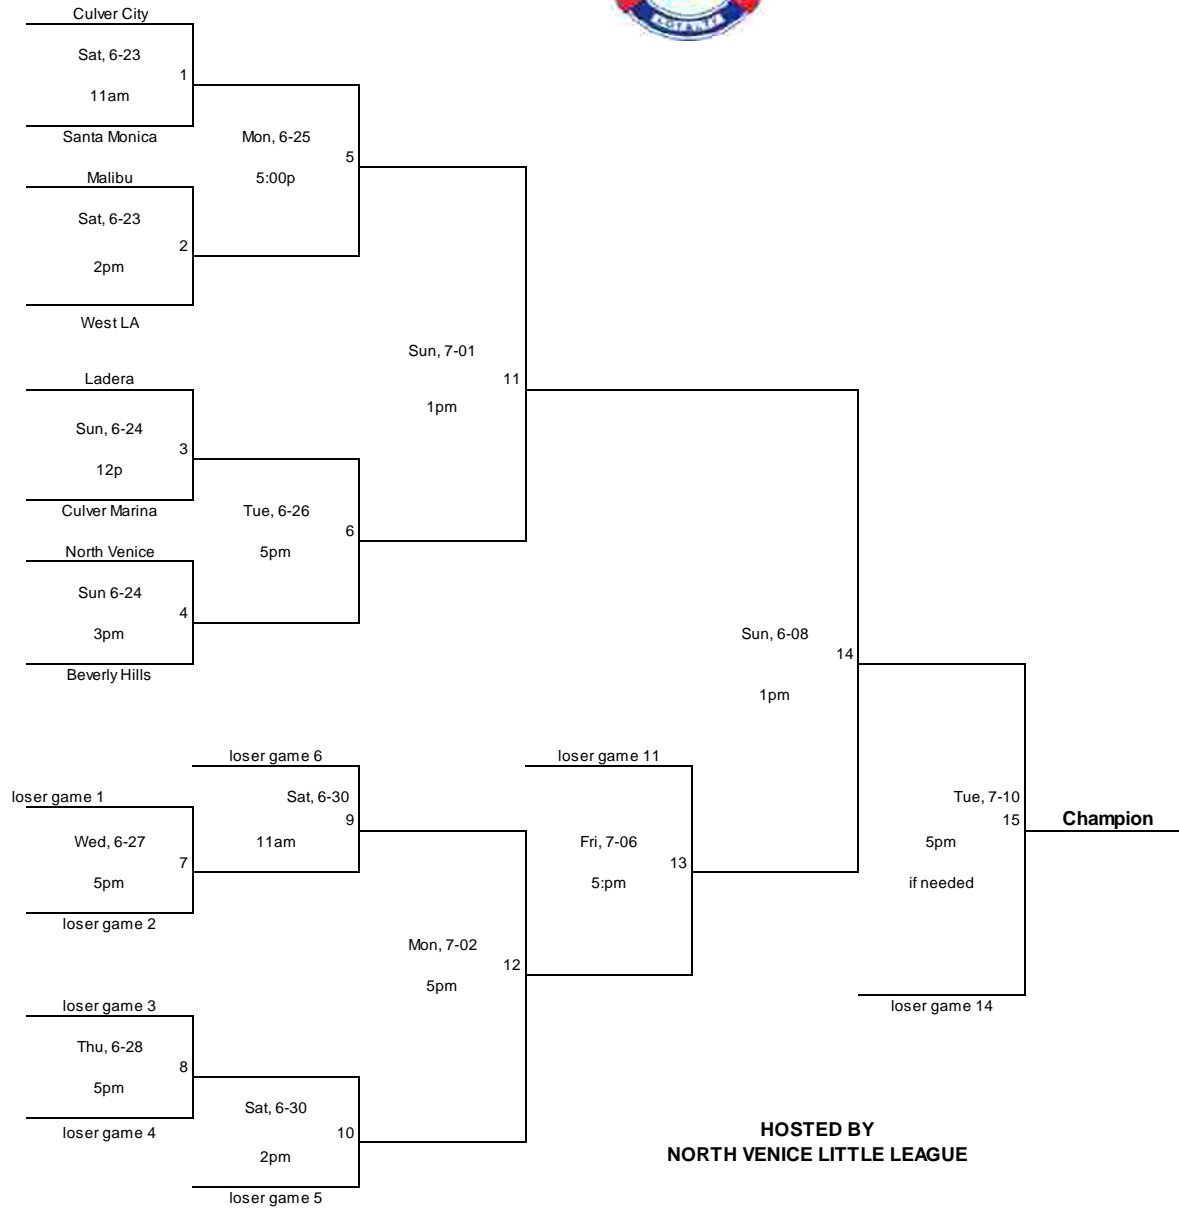 Culver City
Sat, 6-23
1
11am
Santa Monica
Mon, 6-25
5
5:00p
Malibu
Sat, 6-23
2
2pm
West LA
Sun, 7-01
11
1pm
Ladera
Sun, 6-24
3
12p
Culver Marina
Tue, 6-26
6
5pm
North Venice
Sun 6-24
4
3pm
Beverly Hills
Sun, 6-08
14
1pm
loser game 6
loser game 11
loser game 1
Sat, 6-30
9
11am
Wed, 6-27
7
5pm
loser game 2
Fri, 7-06
13
5:pm
Tue, 7-10
15
5pm
if needed
Champion
Mon, 7-02
12
5pm
loser game 14
loser game 3
Thu, 6-28
8
5pm
loser game 4
Sat, 6-30
10
2pm
loser game 5
HOSTED BY
NORTH VENICE LITTLE LEAGUE